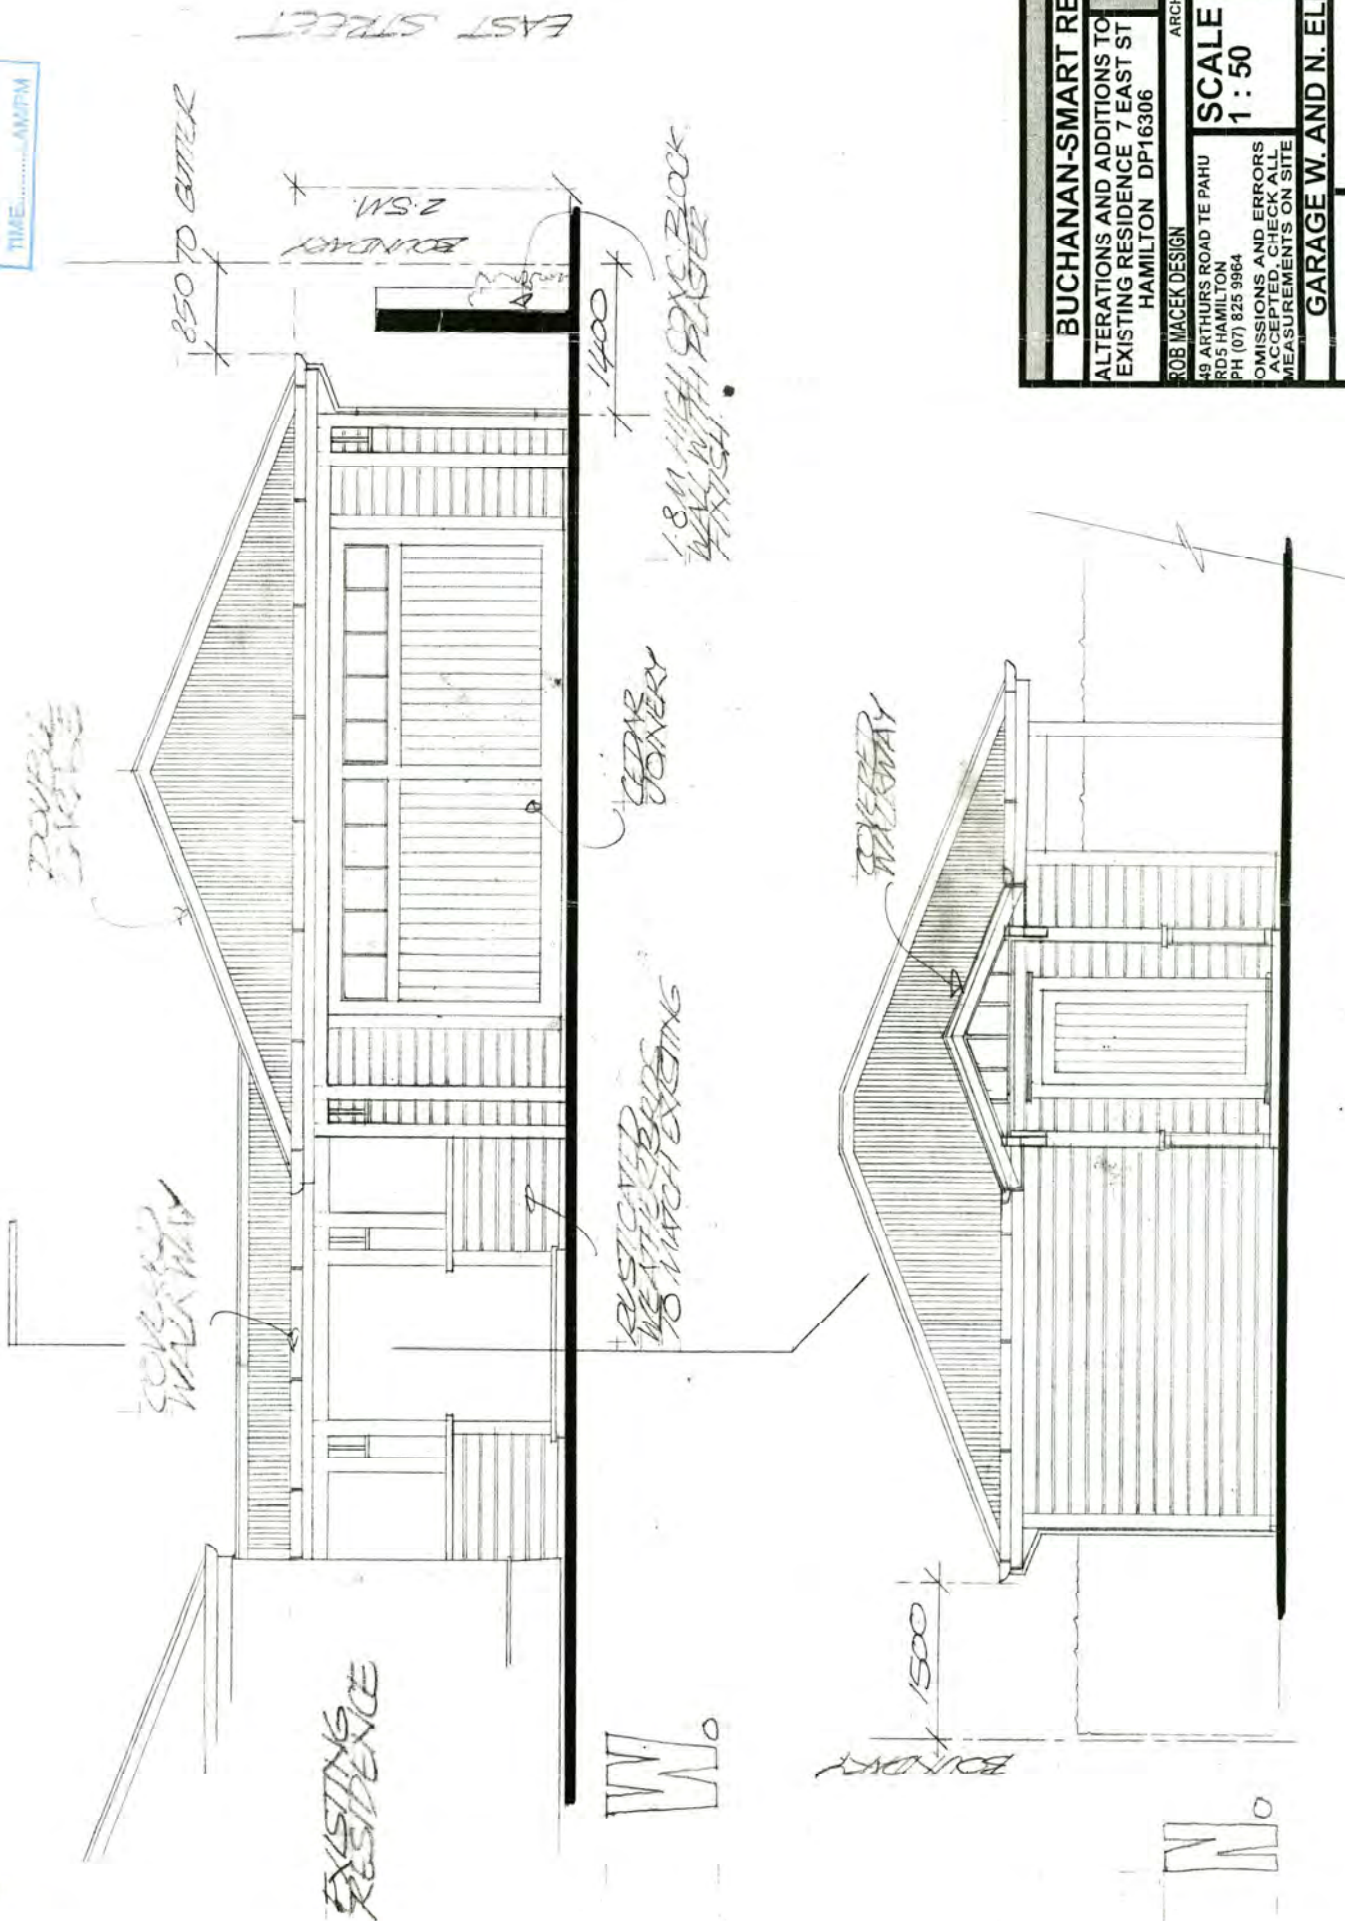 TIME............AM/PM
EAST STREET
850 TO GUTTER
2.5M.
BOUNDARY
1400
1.8 M HIGH CONC. BLOCK
WALL WITH PLASTER
FINISH.
CEDAR
JOINERY
RUSTICATED
WEATHERBOARDS
TO MATCH EXISTING
COVERED
WALKWAY
EXISTING
RESIDENCE
W.
COVERED
WALKWAY
1500
BOUNDARY
N.
BUCHANAN-SMART RE
ALTERATIONS AND ADDITIONS TO
EXISTING RESIDENCE 7 EAST ST
HAMILTON DP16306
ROB MACEK DESIGN
ARCH
49 ARTHURS ROAD TE PAHU
RD5 HAMILTON
PH (07) 825 9964
SCALE
1 : 50
OMISSIONS AND ERRORS
ACCEPTED, CHECK ALL
MEASUREMENTS ON SITE
GARAGE W. AND N. EL